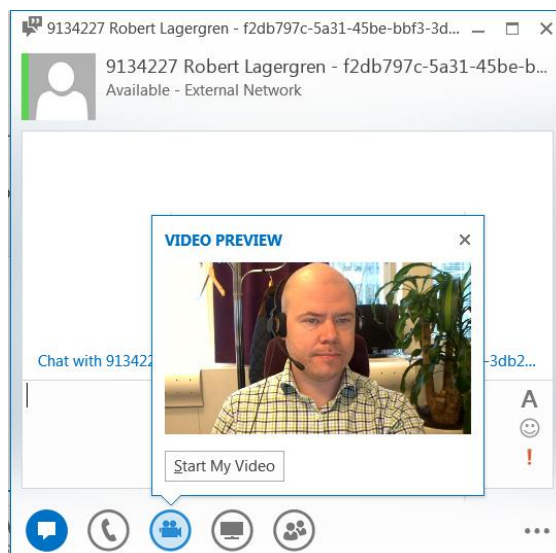 9134227 Robert Lagergren - f2db797c-5a31-45be-bbf3-3d...
9134227 Robert Lagergren - f2db797c-5a31-45be-b...
Available - External Network
VIDEO PREVIEW
Chat with 913422
-3db2...
Start My Video
A
!